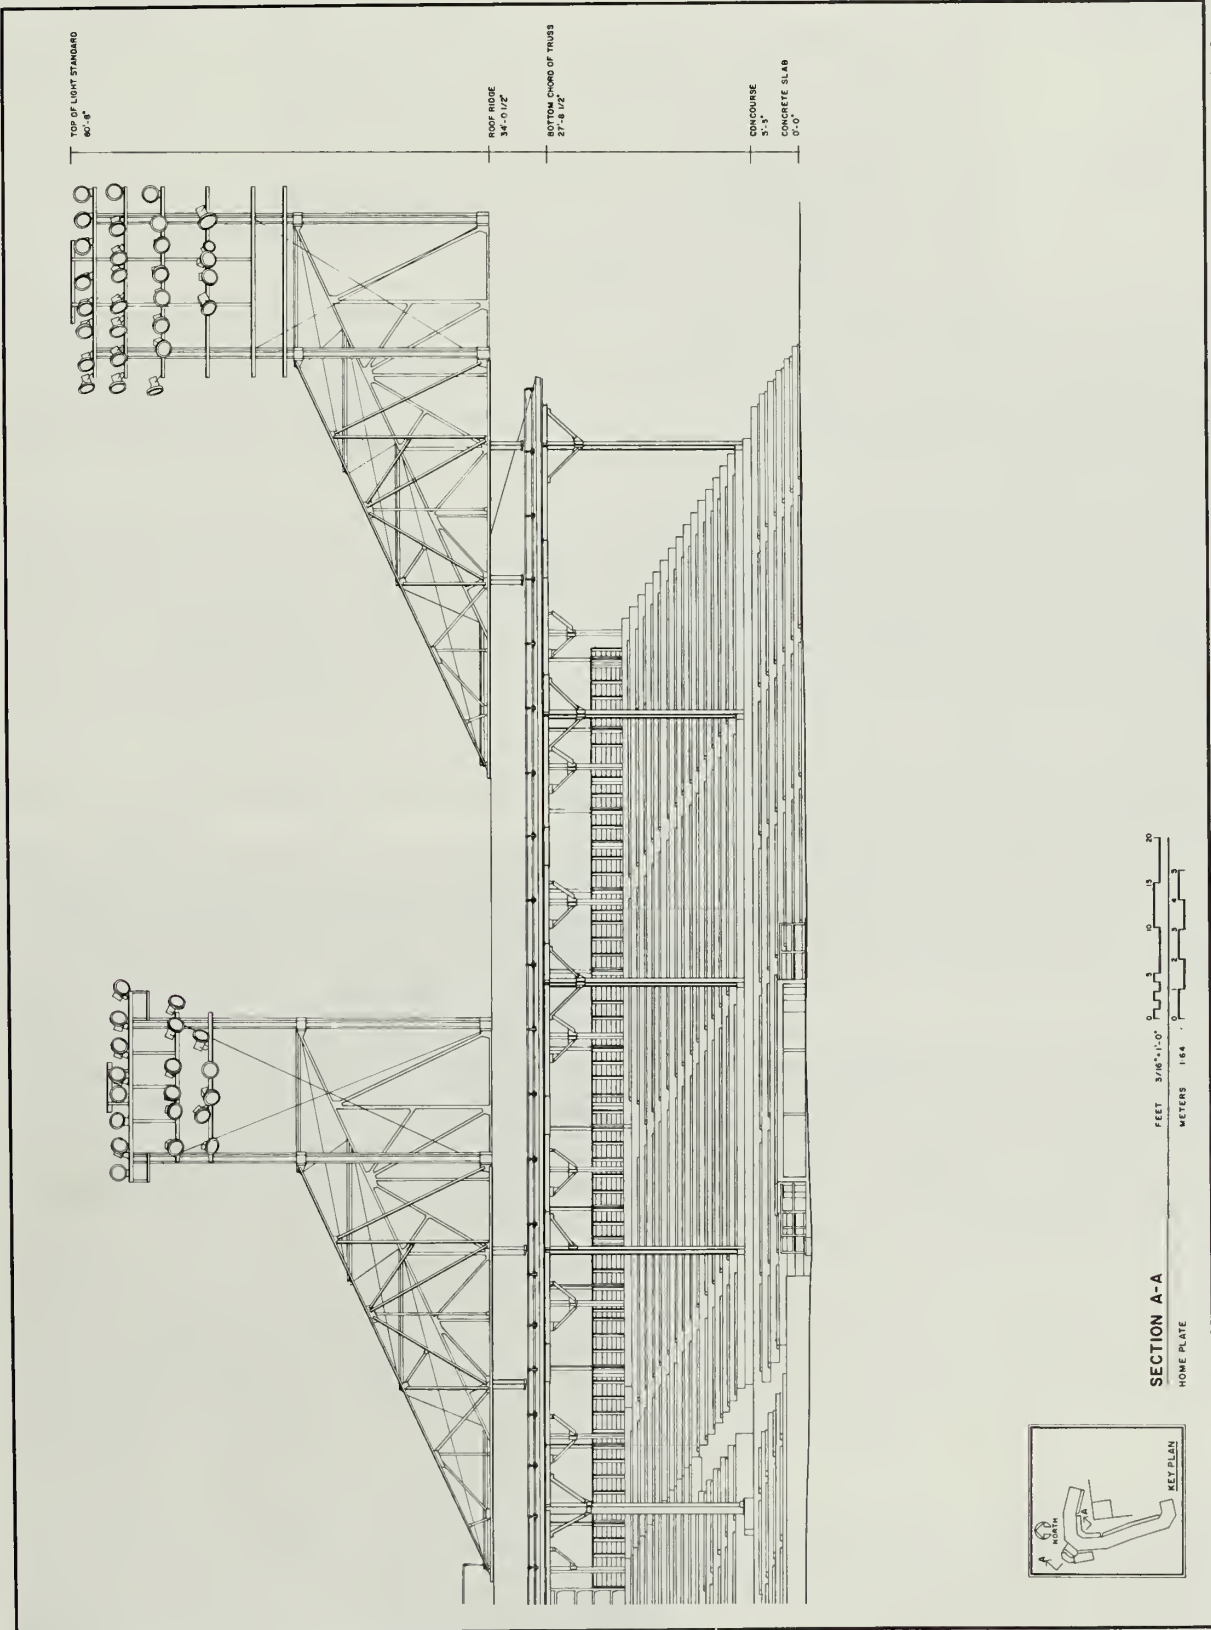 TOP OF LIGHT STANDARD
80'-8"
ROOF RIDGE
34'-0 1/2"
BOTTOM CHORD OF TRUSS
27'-8 1/2"
CONCOURSE
5'-5"
CONCRETE SLAB
0'-0"
SECTION A-A
HOME PLATE
FEET 3/16"=1'-0" 0 5 10 15 20
METERS 1:64 0 1 2 3 4 5
A
NORTH
A
KEY PLAN